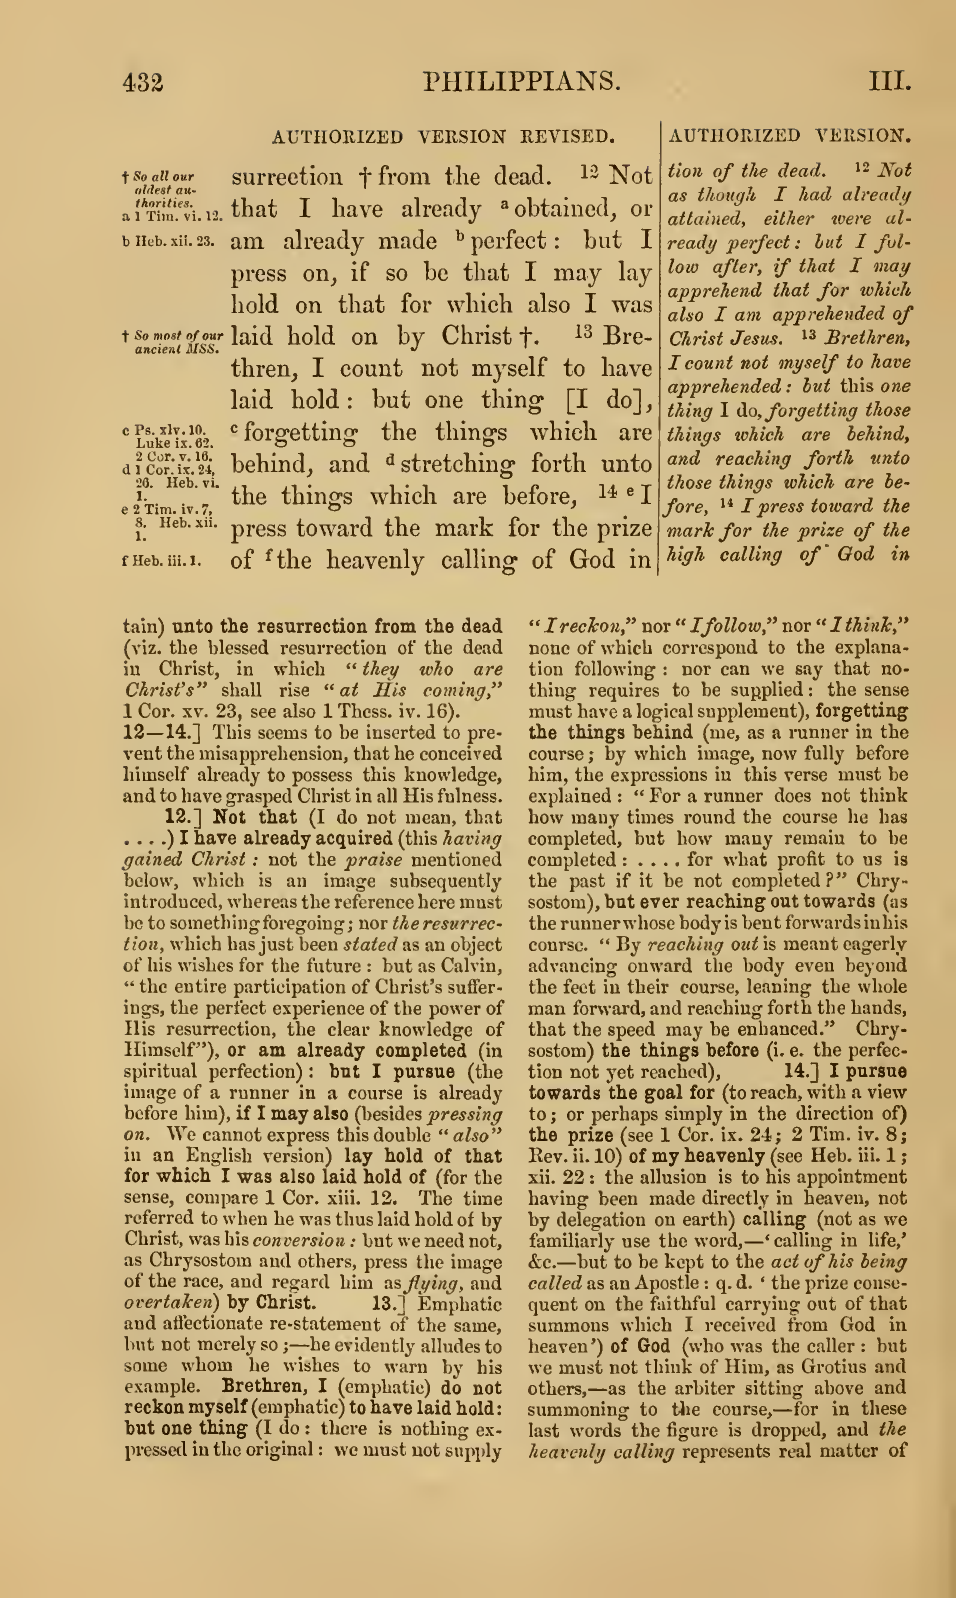 432 PHILIPPIANS. III.
AUTHORIZED VERSION REVISED.
† So all our
oldest au-
thorities.
a 1 Tim. vi. 12.
b Heb. xii. 23.
† So most of our
ancient MSS.
c Ps. xlv. 10.
Luke ix. 62.
2 Cor. v. 16.
d 1 Cor. ix. 24,
26. Heb. vi.
1.
e 2 Tim. iv. 7,
8. Heb. xii.
1.
f Heb. iii. 1.
surrection † from the dead. 12 Not
that I have already a obtained, or
am already made b perfect: but I
press on, if so be that I may lay
hold on that for which also I was
laid hold on by Christ †. 13 Bre-
thren, I count not myself to have
laid hold: but one thing [I do],
c forgetting the things which are
behind, and d stretching forth unto
the things which are before, 14 e I
press toward the mark for the prize
of f the heavenly calling of God in
AUTHORIZED VERSION.
tion of the dead. 12 Not
as though I had already
attained, either were al-
ready perfect: but I fol-
low after, if that I may
apprehend that for which
also I am apprehended of
Christ Jesus. 13 Brethren,
I count not myself to have
apprehended: but this one
thing I do, forgetting those
things which are behind,
and reaching forth unto
those things which are be-
fore, 14 I press toward the
mark for the prize of the
high calling of God in
tain) unto the resurrection from the dead
(viz. the blessed resurrection of the dead
in Christ, in which "they who are
Christ's" shall rise "at His coming,"
1 Cor. xv. 23, see also 1 Thess. iv. 16).
12—14.] This seems to be inserted to pre-
vent the misapprehension, that he conceived
himself already to possess this knowledge,
and to have grasped Christ in all His fulness.
12.] Not that (I do not mean, that
. . . .) I have already acquired (this having
gained Christ: not the praise mentioned
below, which is an image subsequently
introduced, whereas the reference here must
be to something foregoing; nor the resurrec-
tion, which has just been stated as an object
of his wishes for the future: but as Calvin,
"the entire participation of Christ's suffer-
ings, the perfect experience of the power of
His resurrection, the clear knowledge of
Himself"), or am already completed (in
spiritual perfection): but I pursue (the
image of a runner in a course is already
before him), if I may also (besides pressing
on. We cannot express this double "also"
in an English version) lay hold of that
for which I was also laid hold of (for the
sense, compare 1 Cor. xiii. 12. The time
referred to when he was thus laid hold of by
Christ, was his conversion: but we need not,
as Chrysostom and others, press the image
of the race, and regard him as flying, and
overtaken) by Christ. 13.] Emphatic
and affectionate re-statement of the same,
but not merely so;—he evidently alludes to
some whom he wishes to warn by his
example. Brethren, I (emphatic) do not
reckon myself (emphatic) to have laid hold:
but one thing (I do: there is nothing ex-
pressed in the original: we must not supply
"I reckon," nor "I follow," nor "I think,"
none of which correspond to the explana-
tion following: nor can we say that no-
thing requires to be supplied: the sense
must have a logical supplement), forgetting
the things behind (me, as a runner in the
course; by which image, now fully before
him, the expressions in this verse must be
explained: "For a runner does not think
how many times round the course he has
completed, but how many remain to be
completed: . . . . for what profit to us is
the past if it be not completed?" Chry-
sostom), but ever reaching out towards (as
the runner whose body is bent forwards in his
course. "By reaching out is meant eagerly
advancing onward the body even beyond
the feet in their course, leaning the whole
man forward, and reaching forth the hands,
that the speed may be enhanced." Chry-
sostom) the things before (i. e. the perfec-
tion not yet reached), 14.] I pursue
towards the goal for (to reach, with a view
to; or perhaps simply in the direction of)
the prize (see 1 Cor. ix. 24; 2 Tim. iv. 8;
Rev. ii. 10) of my heavenly (see Heb. iii. 1;
xii. 22: the allusion is to his appointment
having been made directly in heaven, not
by delegation on earth) calling (not as we
familiarly use the word,—'calling in life,'
&c.—but to be kept to the act of his being
called as an Apostle: q. d. 'the prize conse-
quent on the faithful carrying out of that
summons which I received from God in
heaven') of God (who was the caller: but
we must not think of Him, as Grotius and
others,—as the arbiter sitting above and
summoning to the course,—for in these
last words the figure is dropped, and the
heavenly calling represents real matter of